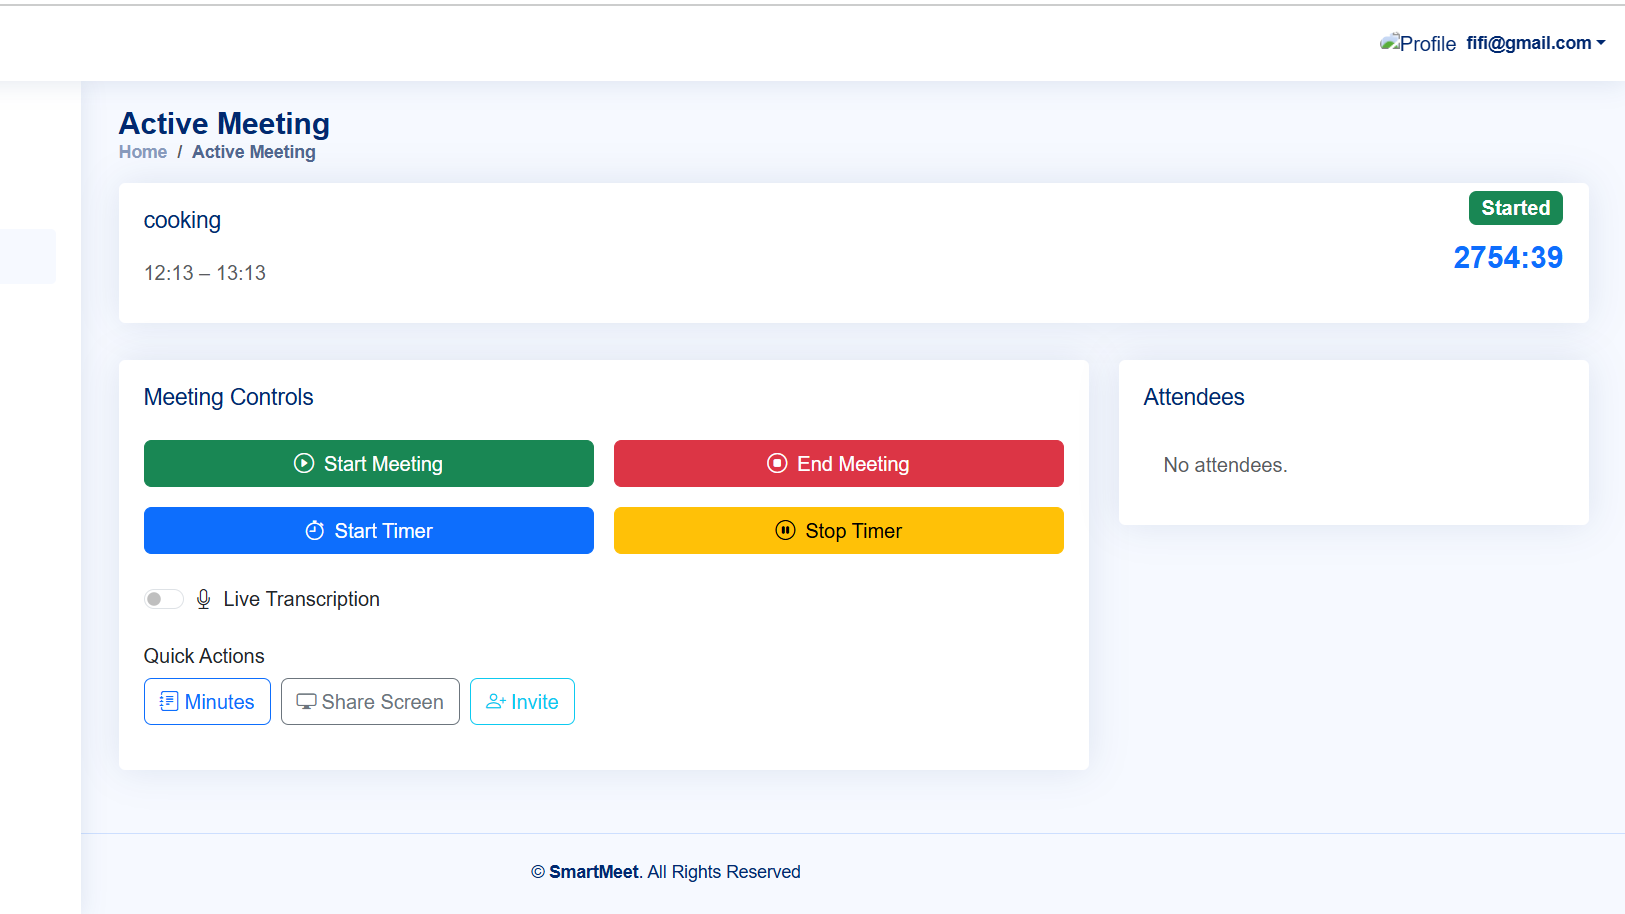 Profile fifi@gmail.com
Active Meeting
Home / Active Meeting
cooking
Started
2754:39
12:13 – 13:13
Meeting Controls
Start Meeting
End Meeting
Start Timer
Stop Timer
Live Transcription
Quick Actions
Minutes
Share Screen
Invite
Attendees
No attendees.
© SmartMeet. All Rights Reserved